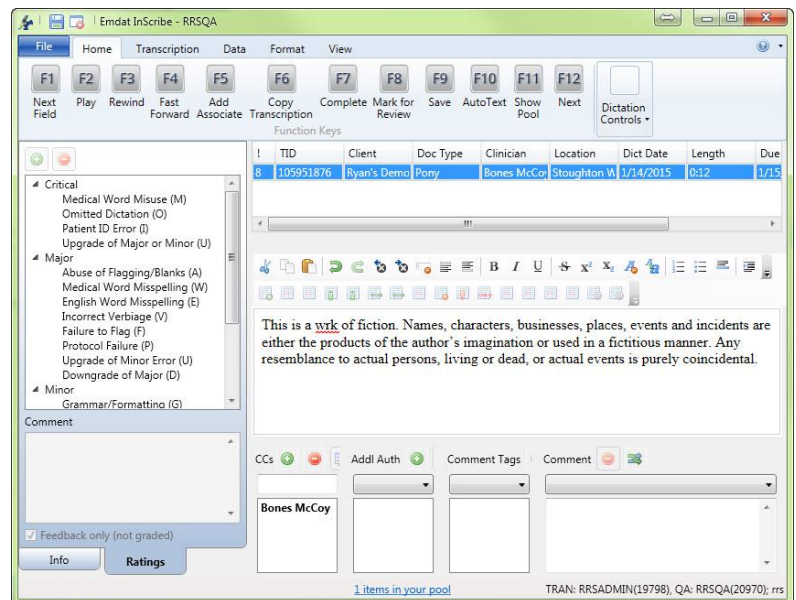 Emdat InScribe - RRSQA
File Home Transcription Data Format View
F1 F2 F3 F4 F5 F6 F7 F8 F9 F10 F11 F12
Next Field Play Rewind Fast Forward Add Associate Copy Transcription Complete Mark for Review Save AutoText Show Pool Next Dictation Controls
Function Keys
! TID Client Doc Type Clinician Location Dict Date Length Due
8 105951876 Ryan's Demo Pony Bones McCoy Stoughton W 1/14/2015 0:12 1/15
Critical
Medical Word Misuse (M)
Omitted Dictation (O)
Patient ID Error (I)
Upgrade of Major or Minor (U)
Major
Abuse of Flagging/Blanks (A)
Medical Word Misspelling (W)
English Word Misspelling (E)
Incorrect Verbiage (V)
Failure to Flag (F)
Protocol Failure (P)
Upgrade of Minor Error (U)
Downgrade of Major (D)
Minor
Grammar/Formatting (G)
Comment
Feedback only (not graded)
Info Ratings
B I U S x² X₂
This is a wrk of fiction. Names, characters, businesses, places, events and incidents are
either the products of the author's imagination or used in a fictitious manner. Any
resemblance to actual persons, living or dead, or actual events is purely coincidental.
CCs Addl Auth Comment Tags Comment
Bones McCoy
1 items in your pool
TRAN: RRSADMIN(19798), QA: RRSQA(20970); rrs